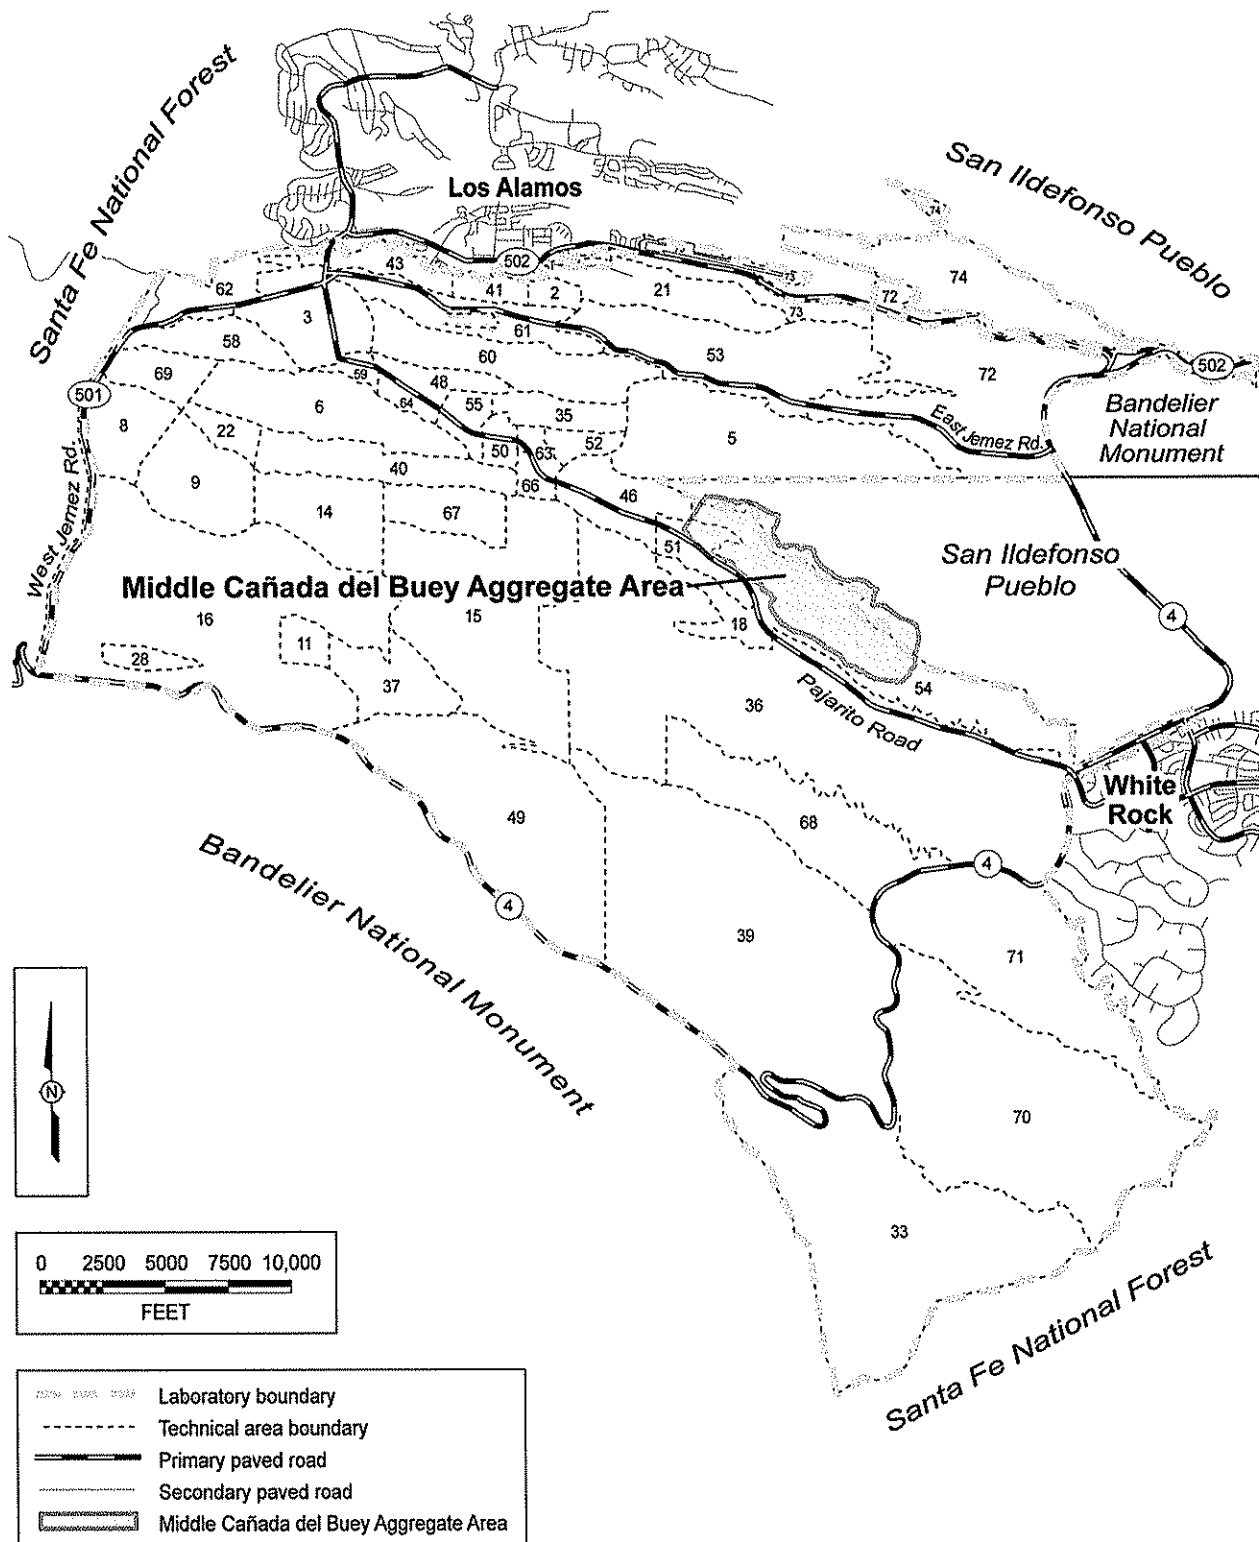 Santa Fe National Forest
Los Alamos
San Ildefonso Pueblo
74
74
502
43
62
41
2
21
73
72
73
3
61
58
53
60
72
502
59
69
48
501
64
55
6
35
Bandelier
National
Monument
East Jemez Rd.
8
22
5
52
50
63
40
9
66
46
14
67
51
San Ildefonso
Pueblo
West Jemez Rd.
Middle Cañada del Buey Aggregate Area
16
15
18
4
11
28
37
54
36
Pajarito Road
White
Rock
49
68
Bandelier National Monument
4
4
39
71
N
70
33
Santa Fe National Forest
0 2500 5000 7500 10,000
FEET
Laboratory boundary
Technical area boundary
Primary paved road
Secondary paved road
Middle Cañada del Buey Aggregate Area